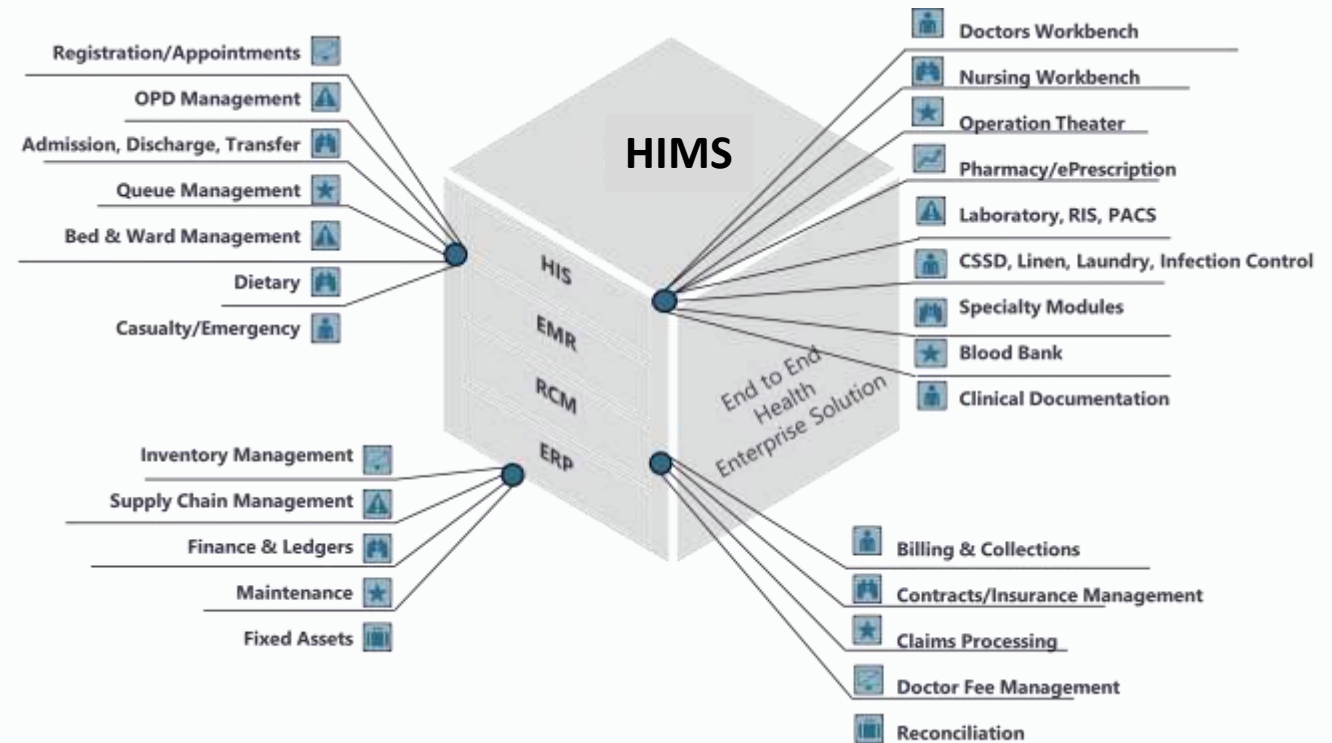 Registration/Appointments
OPD Management
Admission, Discharge, Transfer
Queue Management
Bed & Ward Management
Dietary
Casualty/Emergency
Inventory Management
Supply Chain Management
Finance & Ledgers
Maintenance
Fixed Assets
HIMS
HIS
EMR
RCM
ERP
End to End
Health
Enterprise Solution
Doctors Workbench
Nursing Workbench
Operation Theater
Pharmacy/ePrescription
Laboratory, RIS, PACS
CSSD, Linen, Laundry, Infection Control
Specialty Modules
Blood Bank
Clinical Documentation
Billing & Collections
Contracts/Insurance Management
Claims Processing
Doctor Fee Management
Reconciliation